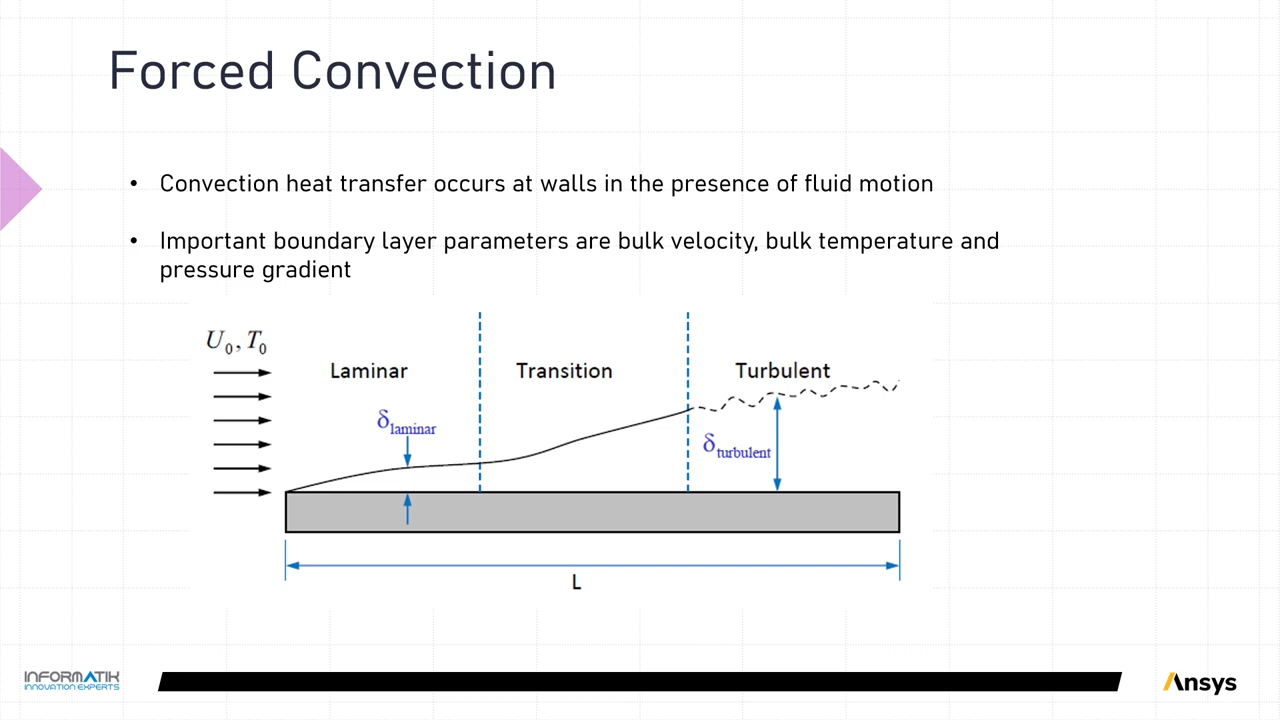 Forced Convection
• Convection heat transfer occurs at walls in the presence of fluid motion
• Important boundary layer parameters are bulk velocity, bulk temperature and
pressure gradient
U₀, T₀
Laminar
Transition
Turbulent
δlaminar
δturbulent
L
INFORMATIK
INNOVATION EXPERTS
Ansys